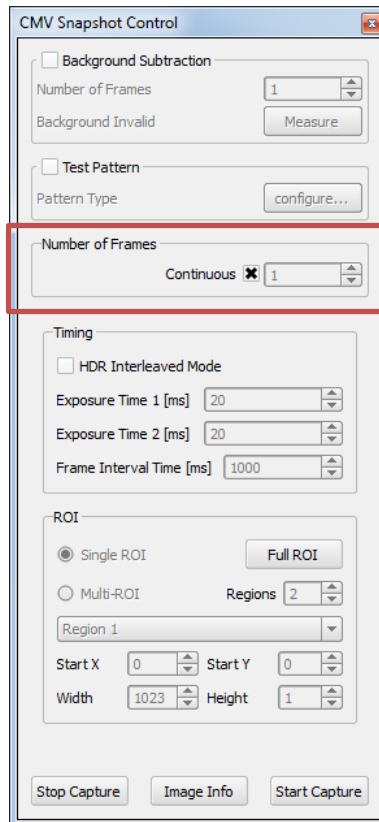 CMV Snapshot Control
Background Subtraction
Number of Frames 1
Background Invalid Measure
Test Pattern
Pattern Type configure...
Number of Frames
Continuous 1
Timing
HDR Interleaved Mode
Exposure Time 1 [ms] 20
Exposure Time 2 [ms] 20
Frame Interval Time [ms] 1000
ROI
Single ROI Full ROI
Multi-ROI Regions 2
Region 1
Start X 0 Start Y 0
Width 1023 Height 1
Stop Capture Image Info Start Capture